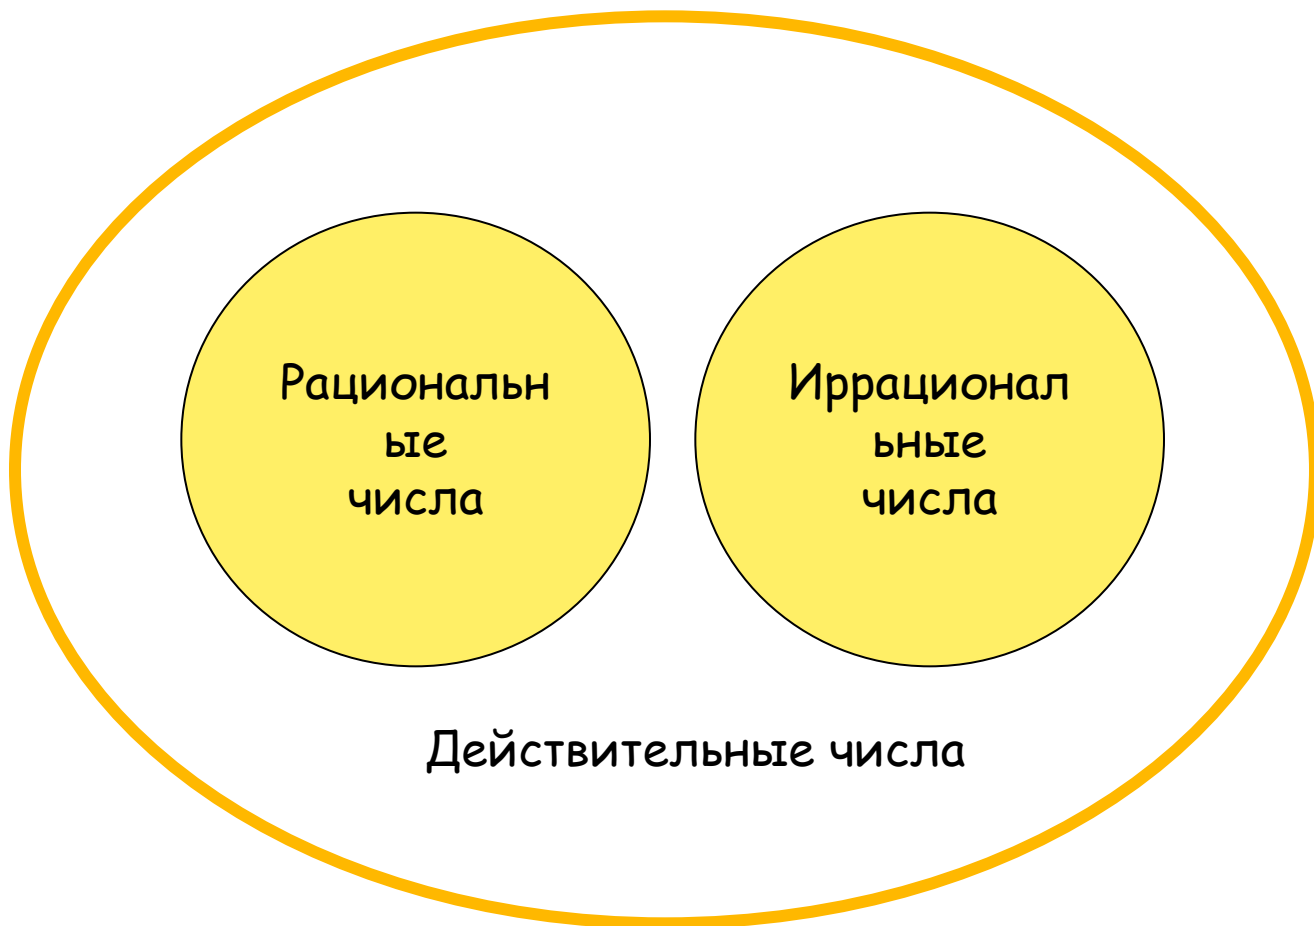 Рациональн
ые
числа
Иррационал
ьные
числа
Действительные числа